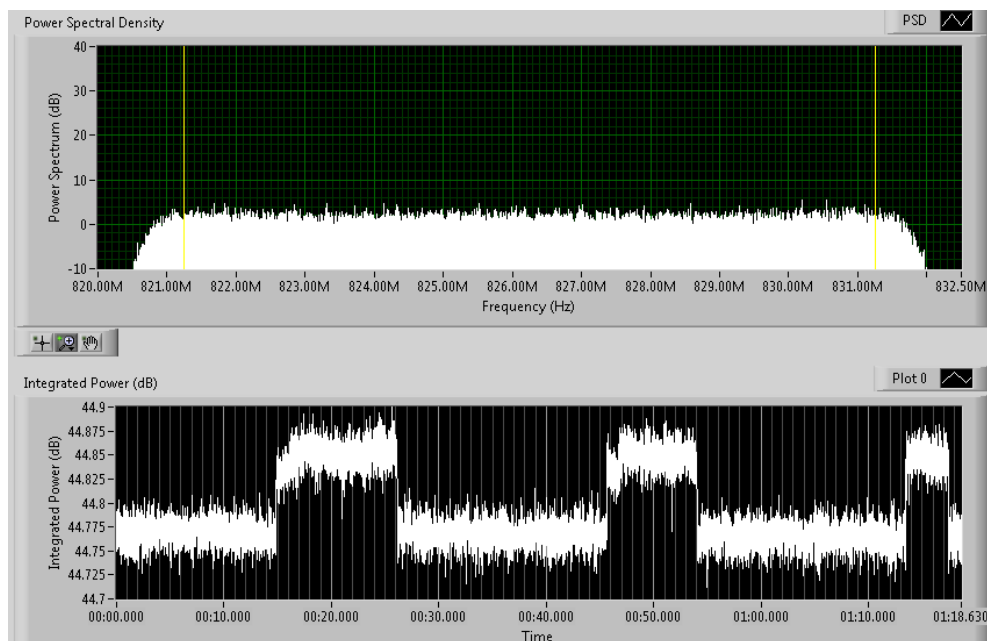 Power Spectral Density
PSD
40
30
20
10
0
-10
Power Spectrum (dB)
820.00M 821.00M 822.00M 823.00M 824.00M 825.00M 826.00M 827.00M 828.00M 829.00M 830.00M 831.00M 832.50M
Frequency (Hz)
Integrated Power (dB)
Plot 0
44.9
44.875
44.85
44.825
44.8
44.775
44.75
44.725
44.7
Integrated Power (dB)
00:00.000 00:10.000 00:20.000 00:30.000 00:40.000 00:50.000 01:00.000 01:10.000 01:18.630
Time